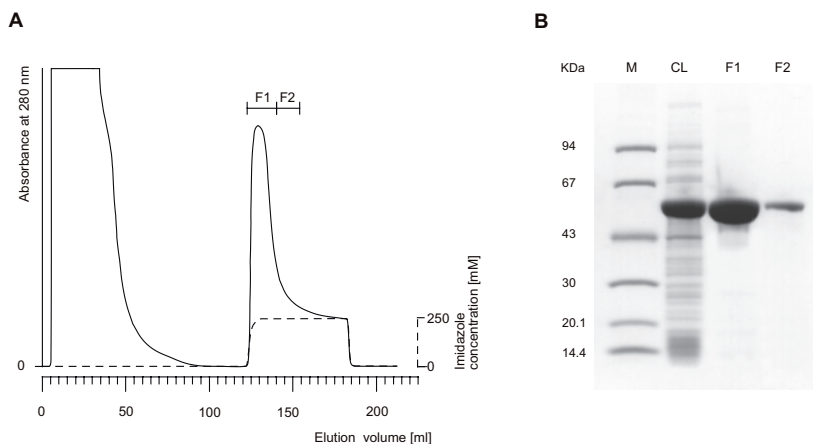 A
Absorbance at 280 nm
F1 F2
0
250
0
Imidazole
concentration [mM]
0 50 100 150 200
Elution volume [ml]
B
KDa M CL F1 F2
94
67
43
30
20.1
14.4